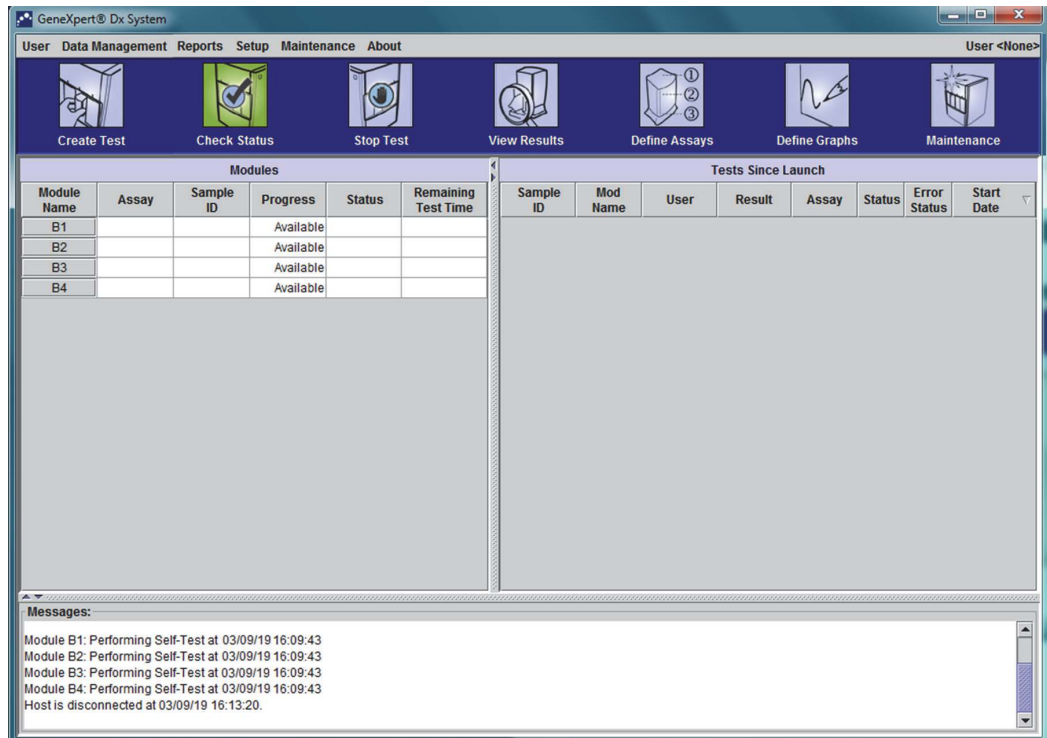 GeneXpert® Dx System
User Data Management Reports Setup Maintenance About User <None>
Create Test Check Status Stop Test View Results Define Assays Define Graphs Maintenance
Modules
Module Name Assay Sample ID Progress Status Remaining Test Time
B1 Available
B2 Available
B3 Available
B4 Available
Tests Since Launch
Sample ID Mod Name User Result Assay Status Error Status Start Date
Messages:
Module B1: Performing Self-Test at 03/09/19 16:09:43
Module B2: Performing Self-Test at 03/09/19 16:09:43
Module B3: Performing Self-Test at 03/09/19 16:09:43
Module B4: Performing Self-Test at 03/09/19 16:09:43
Host is disconnected at 03/09/19 16:13:20.